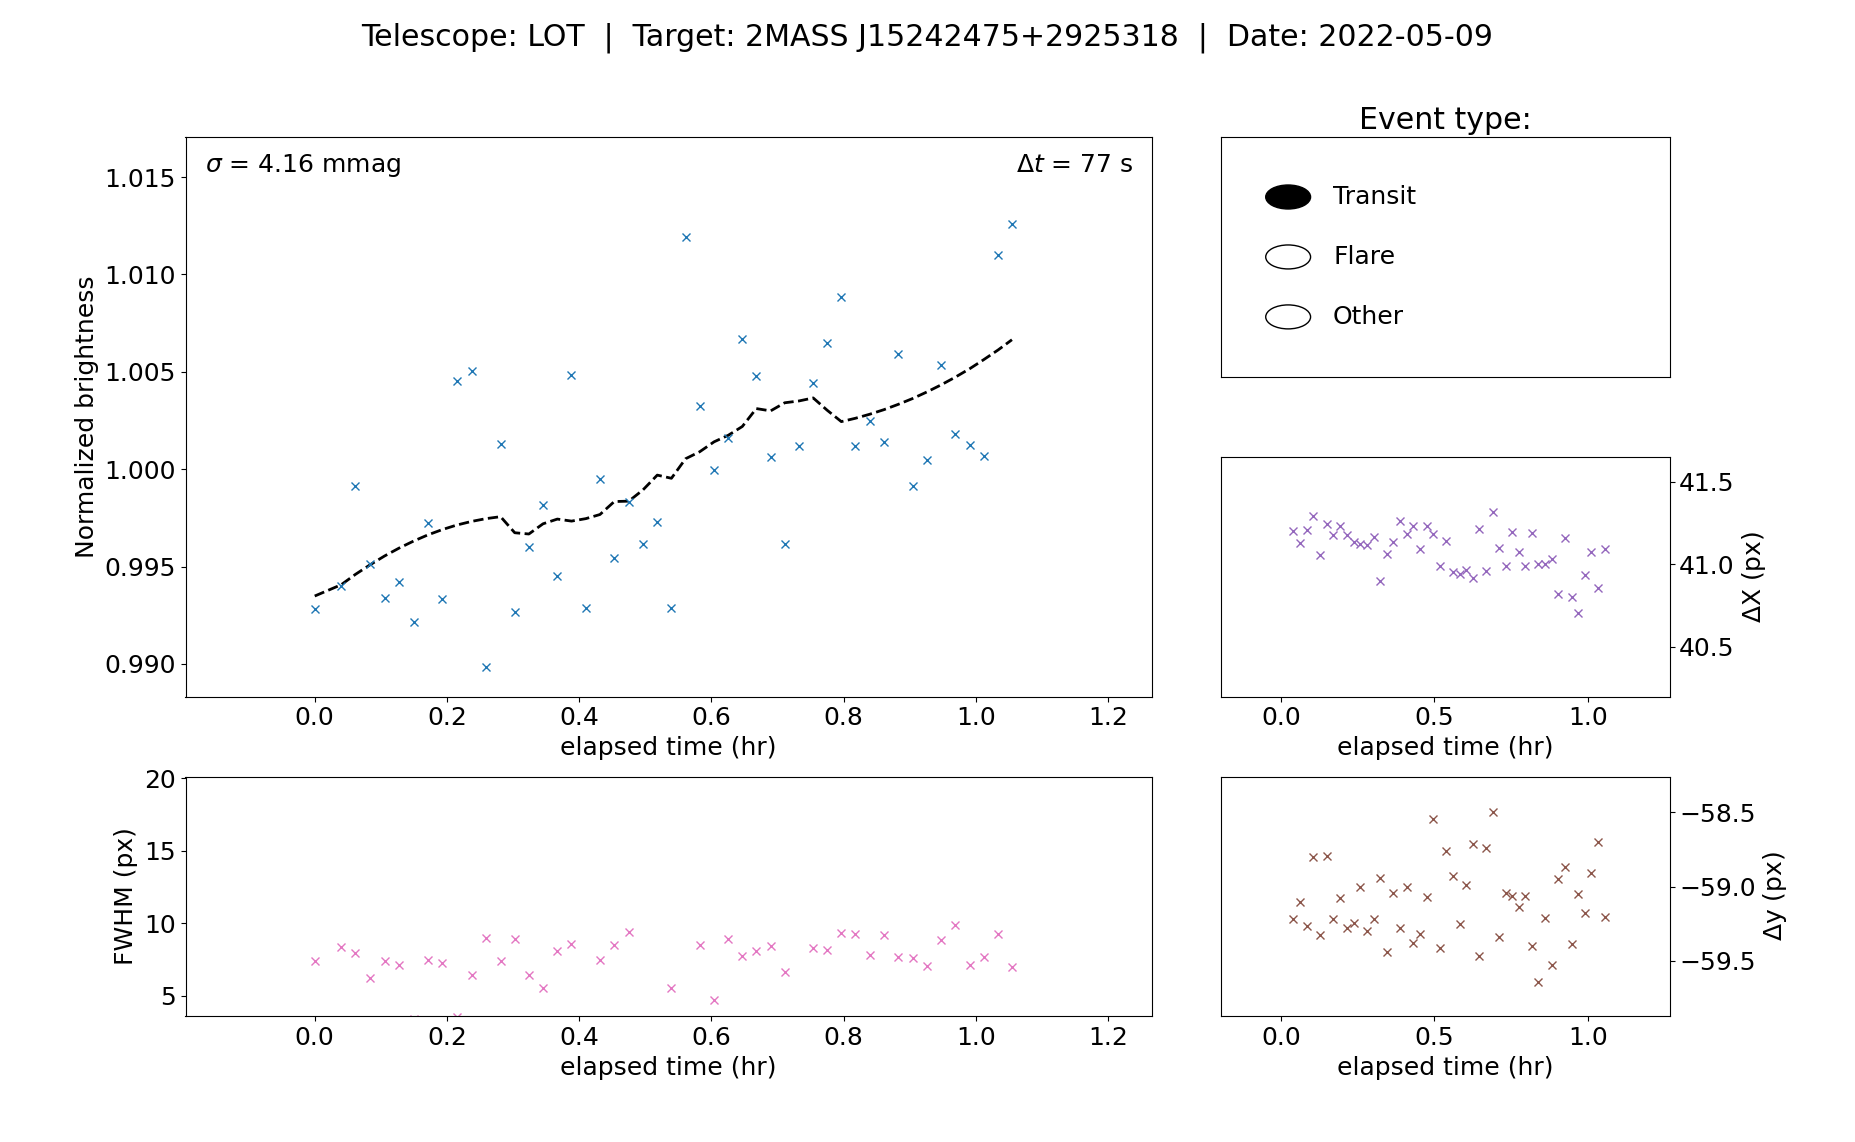 Telescope: LOT | Target: 2MASS J15242475+2925318 | Date: 2022-05-09
σ = 4.16 mmag
Δt = 77 s
Normalized brightness
1.015
1.010
1.005
1.000
0.995
0.990
0.0 0.2 0.4 0.6 0.8 1.0 1.2
elapsed time (hr)
Event type:
Transit
Flare
Other
41.5
41.0
40.5
ΔX (px)
0.0 0.5 1.0
elapsed time (hr)
FWHM (px)
20
15
10
5
0.0 0.2 0.4 0.6 0.8 1.0 1.2
elapsed time (hr)
−58.5
−59.0
−59.5
Δy (px)
0.0 0.5 1.0
elapsed time (hr)